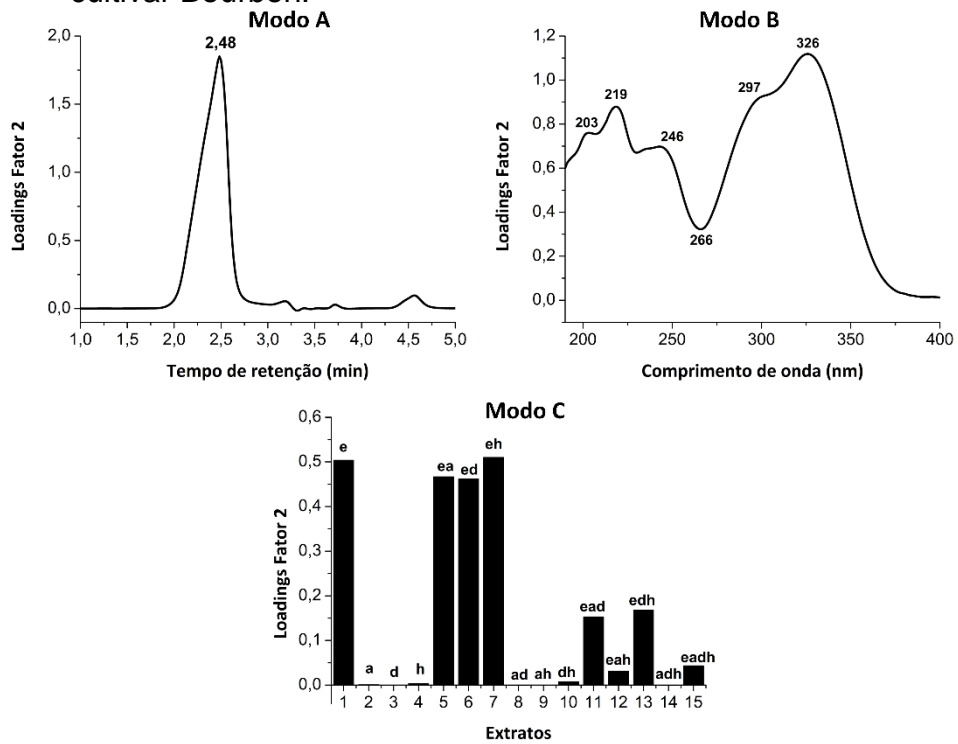 cultivar Bourbon.
Modo A
2,48
2,0
1,5
1,0
0,5
0,0
Loadings Fator 2
1,0 1,5 2,0 2,5 3,0 3,5 4,0 4,5 5,0
Tempo de retenção (min)
Modo B
326
297
219
203
246
266
1,2
1,0
0,8
0,6
0,4
0,2
0,0
Loadings Fator 2
200 250 300 350 400
Comprimento de onda (nm)
Modo C
0,6
0,5
0,4
0,3
0,2
0,1
0,0
Loadings Fator 2
e a d h ea ed eh ad ah dh ead eah edh adh eadh
1 2 3 4 5 6 7 8 9 10 11 12 13 14 15
Extratos